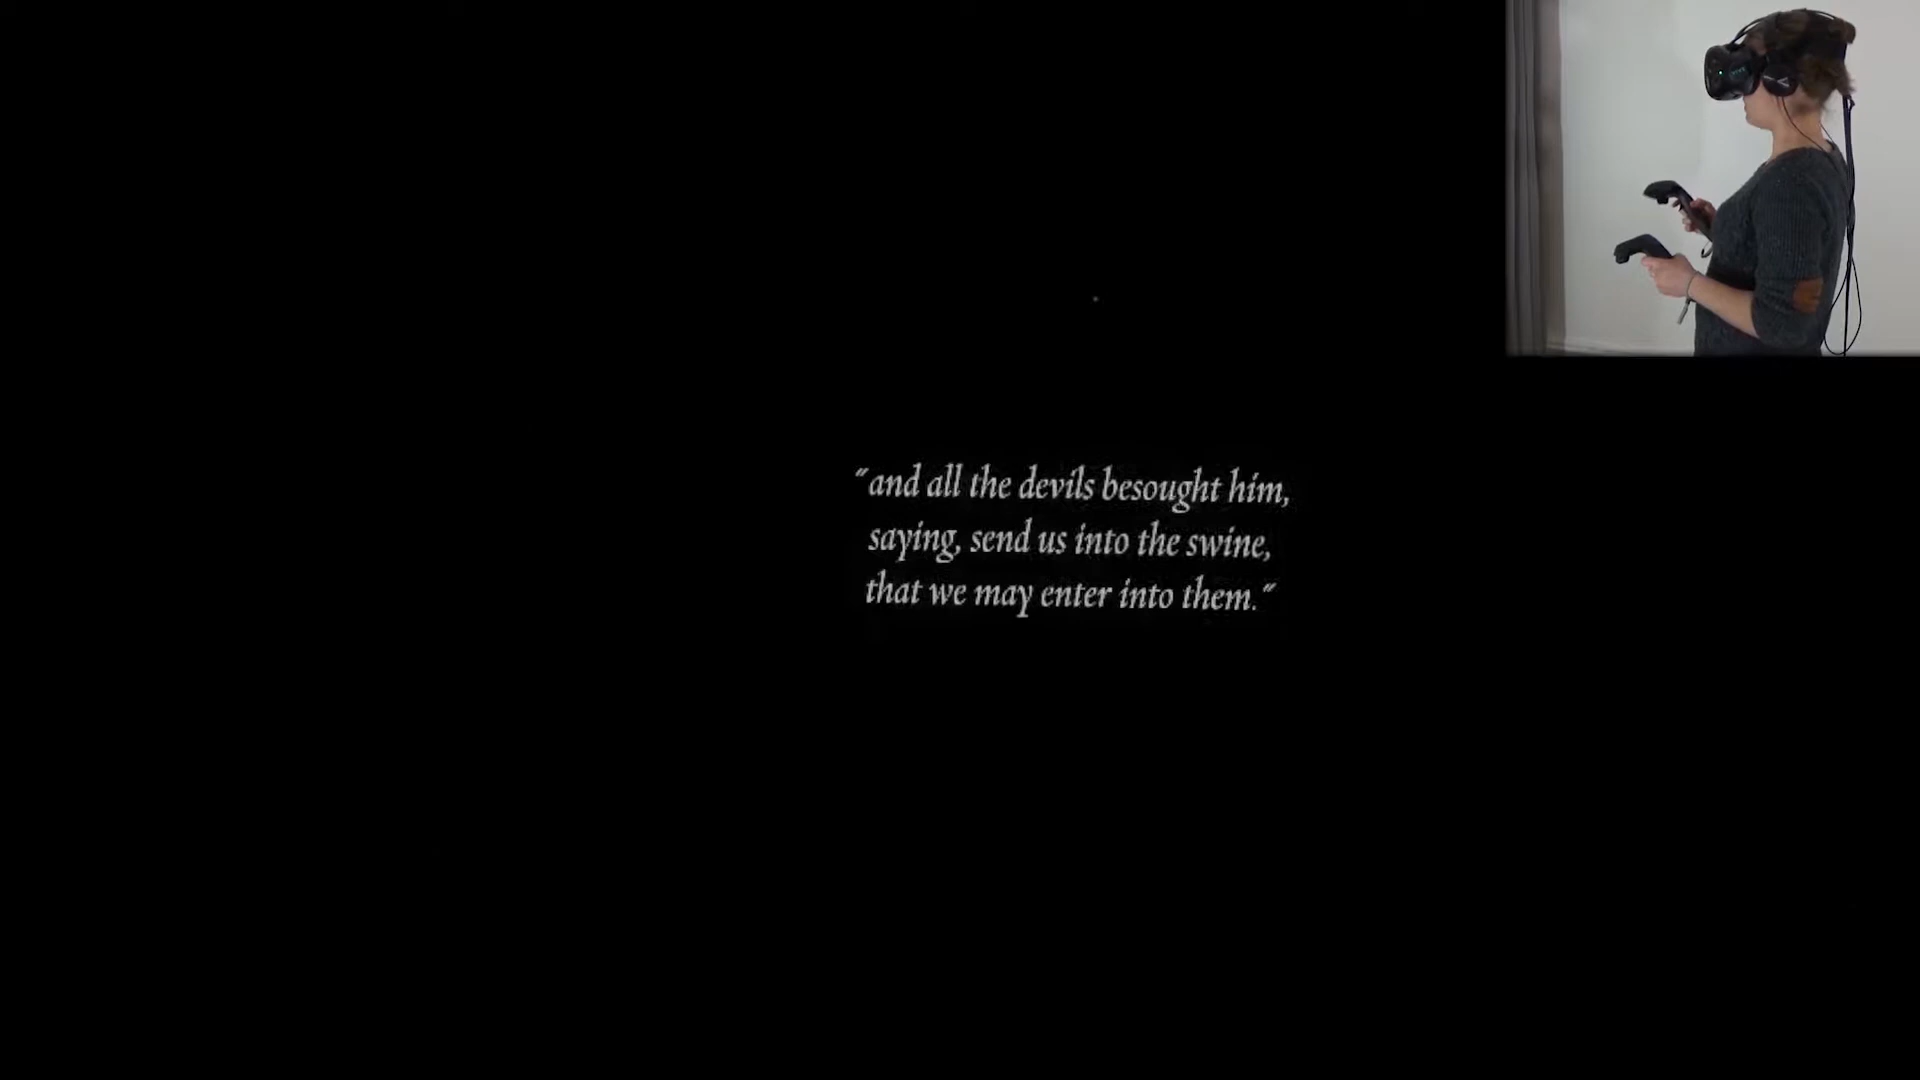 "and all the devils besought him,
saying, send us into the swine,
that we may enter into them."